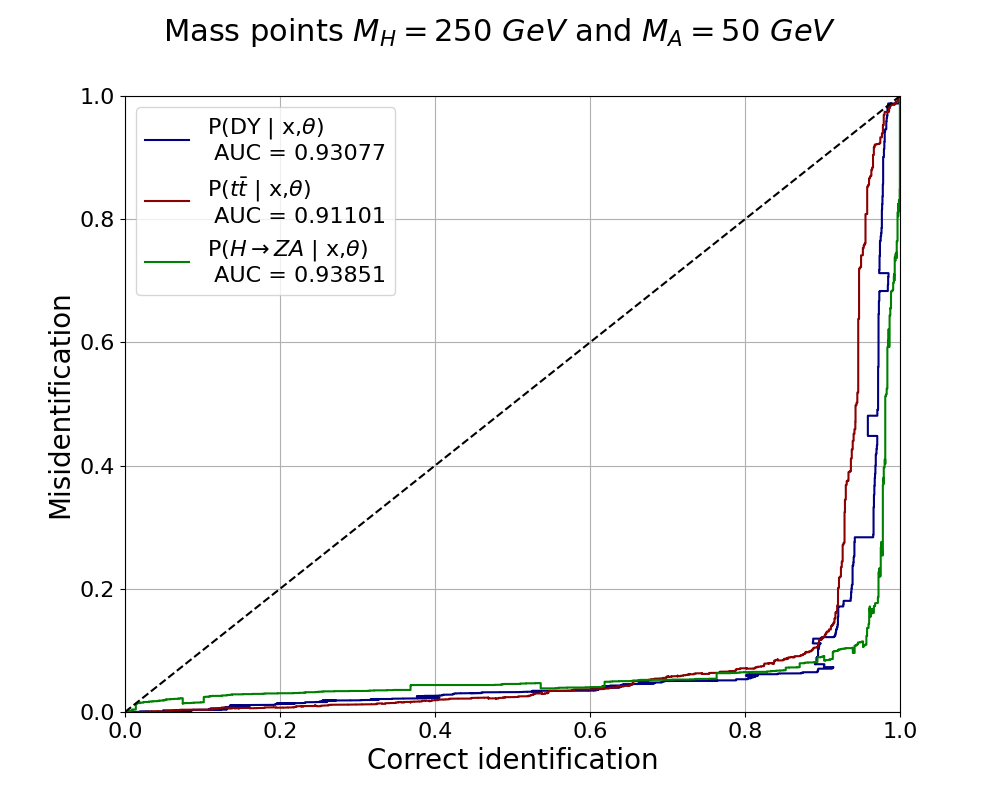 Mass points M_H = 250 GeV and M_A = 50 GeV
P(DY | x,θ)
AUC = 0.93077
P(tt̄ | x,θ)
AUC = 0.91101
P(H → ZA | x,θ)
AUC = 0.93851
1.0
0.8
0.6
0.4
0.2
0.0
Misidentification
0.0 0.2 0.4 0.6 0.8 1.0
Correct identification